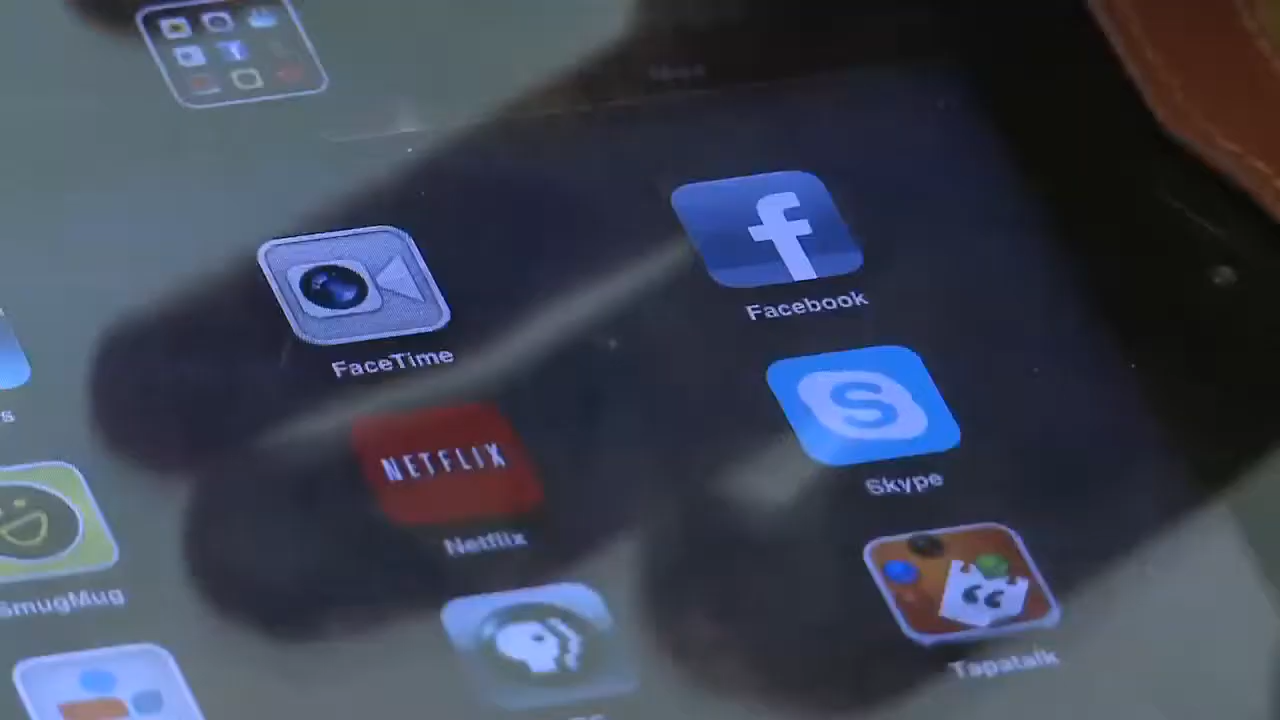 f
Facebook
FaceTime
S
Skype
NETFLIX
Netflix
SmugMug
Tapatalk